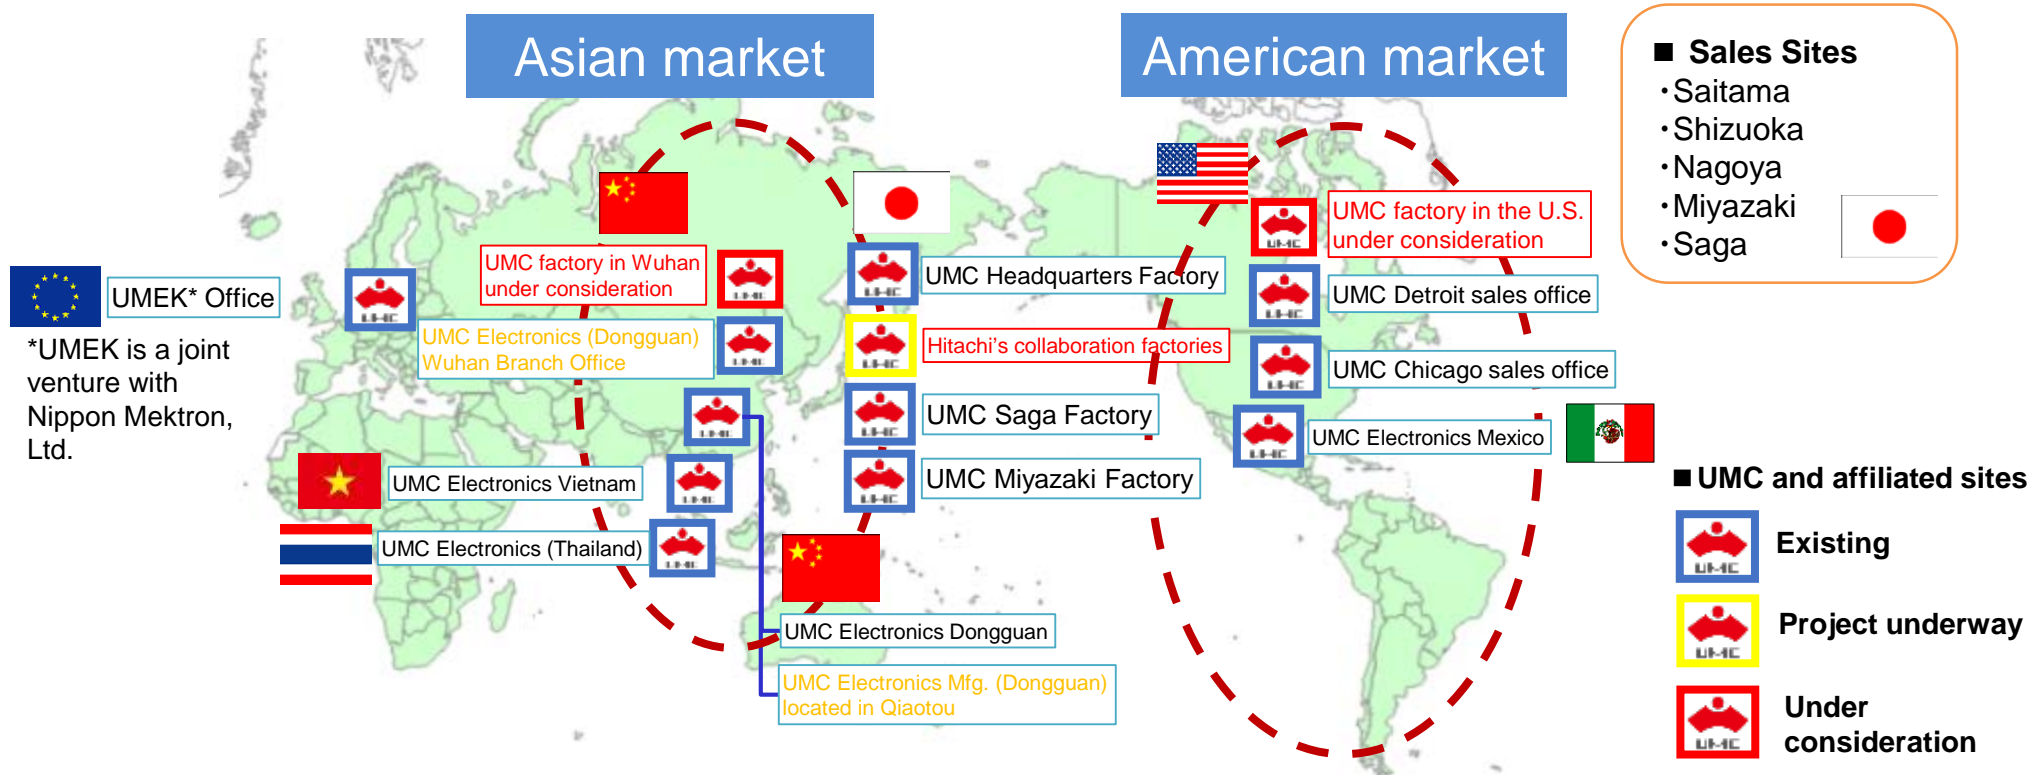 Asian market
American market
■ Sales Sites
・Saitama
・Shizuoka
・Nagoya
・Miyazaki
・Saga
UMEK* Office
*UMEK is a joint
venture with
Nippon Mektron,
Ltd.
UMC factory in Wuhan
under consideration
UMC Electronics (Dongguan)
Wuhan Branch Office
UMC Electronics Vietnam
UMC Electronics (Thailand)
UMC Headquarters Factory
Hitachi’s collaboration factories
UMC Saga Factory
UMC Miyazaki Factory
UMC Electronics Dongguan
UMC Electronics Mfg. (Dongguan)
located in Qiaotou
UMC factory in the U.S.
under consideration
UMC Detroit sales office
UMC Chicago sales office
UMC Electronics Mexico
■ UMC and affiliated sites
UMC
Existing
UMC
Project underway
UMC
Under
consideration